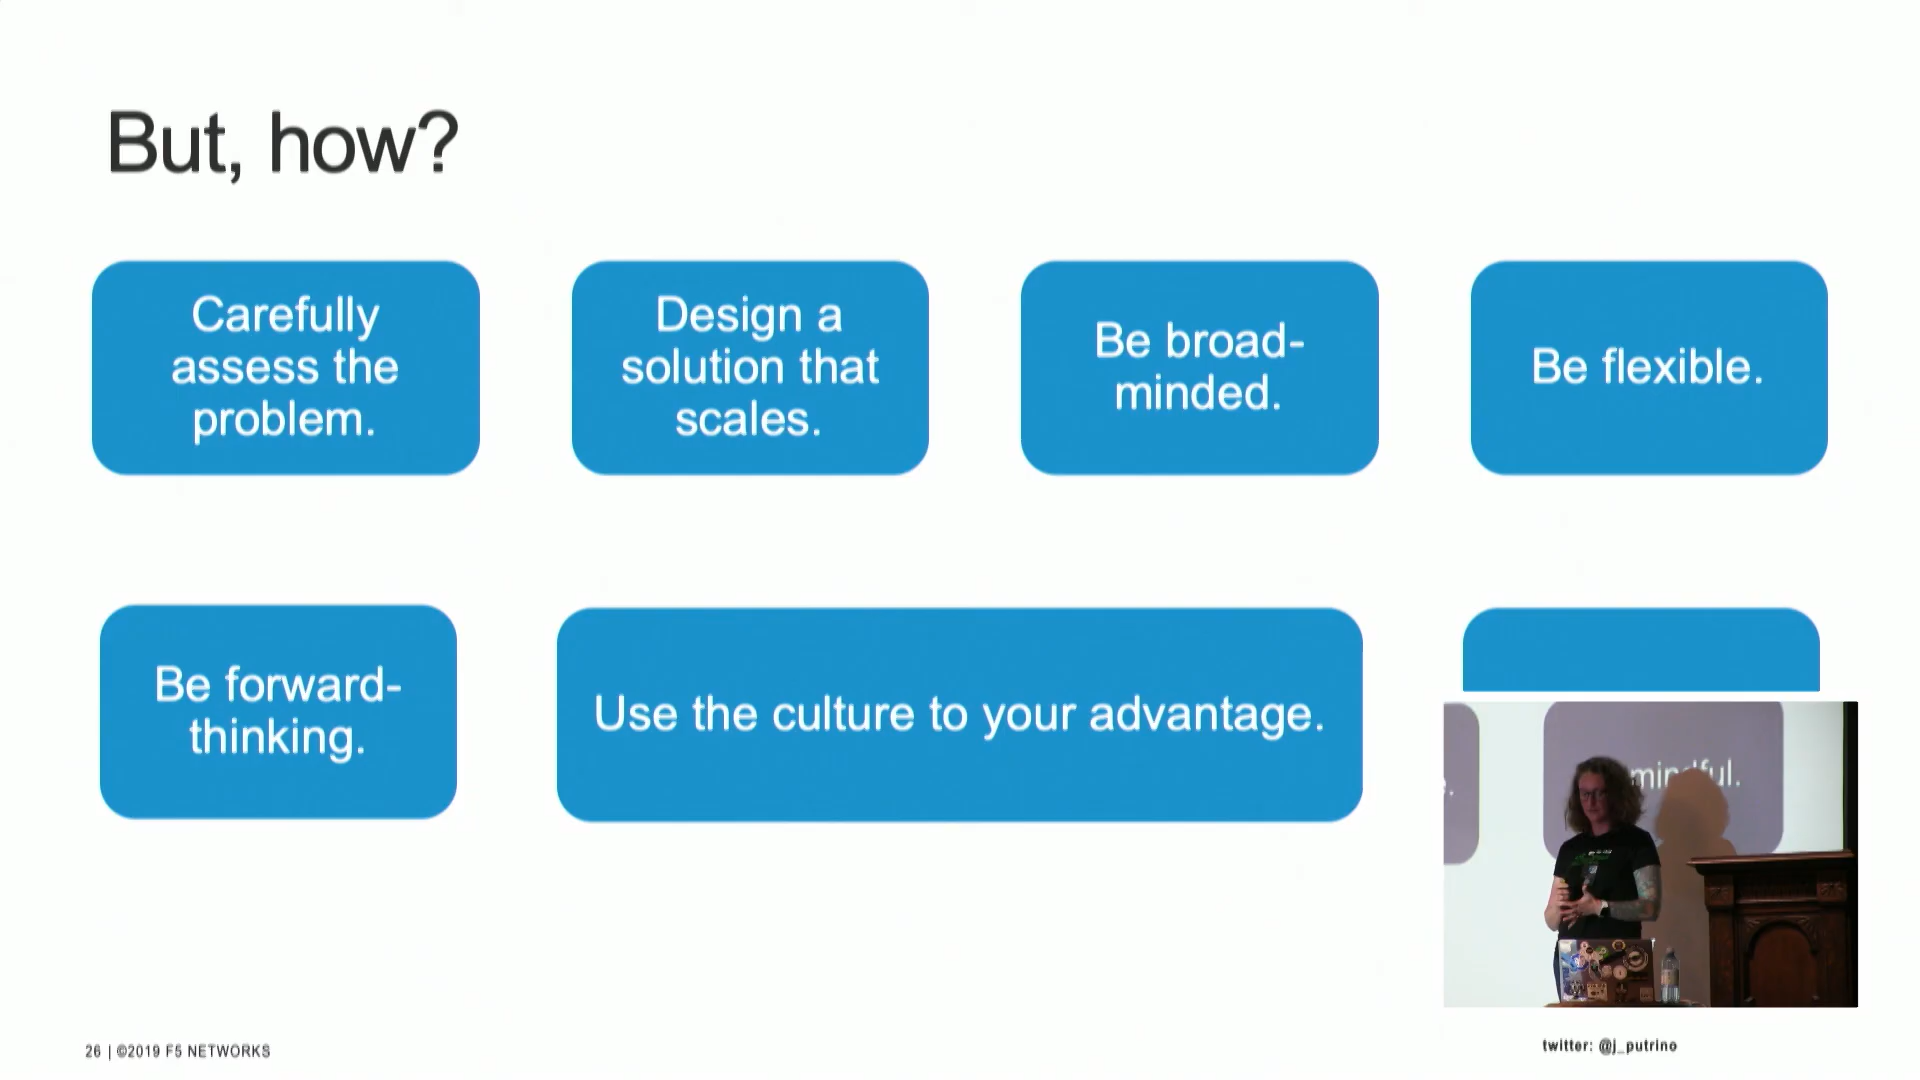 But, how?
Carefully
assess the
problem.
Design a
solution that
scales.
Be broad-
minded.
Be flexible.
Be forward-
thinking.
Use the culture to your advantage.
mindful.
26 | ©2019 F5 NETWORKS
twitter: @j_putrino